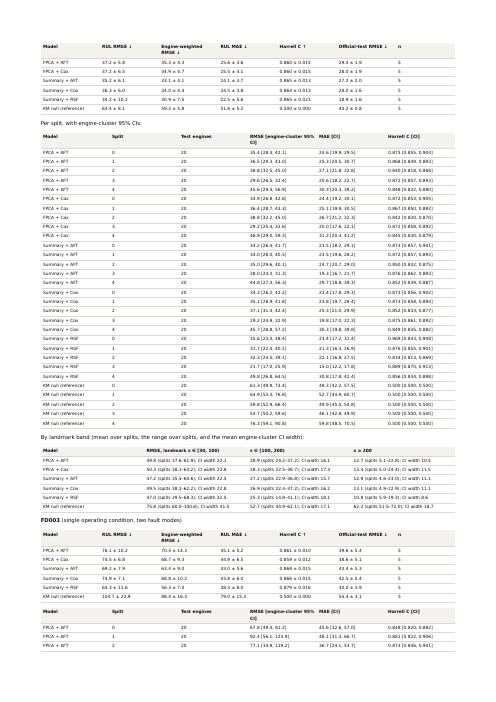 Model RUL RMSE ↓ Engine-weighted RMSE ↓ RUL MAE ↓ Harrell C ↑ Official-test RMSE ↓ n
FPCA + AFT 37.2 ± 5.8 35.3 ± 4.3 25.6 ± 3.6 0.860 ± 0.015 29.4 ± 1.9 5
FPCA + Cox 37.2 ± 6.5 34.9 ± 4.7 25.5 ± 4.1 0.860 ± 0.015 28.0 ± 1.9 5
Summary + AFT 35.2 ± 6.1 33.1 ± 4.1 24.1 ± 3.7 0.865 ± 0.013 27.2 ± 2.0 5
Summary + Cox 36.3 ± 6.0 34.0 ± 4.4 24.5 ± 3.8 0.864 ± 0.013 28.0 ± 1.6 5
Summary + RSF 34.2 ± 10.2 30.9 ± 7.5 22.5 ± 5.6 0.865 ± 0.021 18.9 ± 1.6 5
KM null (reference) 63.4 ± 8.1 59.2 ± 5.8 51.6 ± 5.2 0.500 ± 0.000 44.2 ± 0.8 5
Per split, with engine-cluster 95% CIs:
Model Split Test engines RMSE [engine-cluster 95% CI] MAE [CI] Harrell C [CI]
FPCA + AFT 0 20 35.4 [28.4, 42.1] 24.6 [19.9, 29.5] 0.873 [0.855, 0.904]
FPCA + AFT 1 20 36.5 [29.3, 43.0] 25.3 [20.5, 30.7] 0.868 [0.849, 0.893]
FPCA + AFT 2 20 38.8 [32.5, 45.0] 27.1 [21.8, 32.8] 0.840 [0.818, 0.868]
FPCA + AFT 3 20 29.6 [26.5, 32.4] 20.6 [18.2, 22.7] 0.872 [0.857, 0.893]
FPCA + AFT 4 20 45.6 [29.4, 56.9] 30.3 [20.3, 39.2] 0.848 [0.832, 0.880]
FPCA + Cox 0 20 34.9 [26.8, 42.6] 24.4 [19.2, 30.1] 0.872 [0.853, 0.905]
FPCA + Cox 1 20 36.4 [28.7, 43.3] 25.1 [19.9, 30.5] 0.867 [0.850, 0.892]
FPCA + Cox 2 20 38.8 [32.2, 45.0] 26.7 [21.2, 32.3] 0.842 [0.820, 0.870]
FPCA + Cox 3 20 29.2 [25.4, 32.6] 20.0 [17.6, 22.1] 0.872 [0.858, 0.892]
FPCA + Cox 4 20 46.9 [29.0, 59.3] 31.2 [20.4, 41.2] 0.845 [0.830, 0.879]
Summary + AFT 0 20 34.2 [26.4, 41.7] 23.5 [18.2, 29.1] 0.873 [0.857, 0.901]
Summary + AFT 1 20 34.0 [28.0, 40.5] 23.5 [19.6, 28.2] 0.872 [0.857, 0.893]
Summary + AFT 2 20 35.0 [29.6, 40.1] 24.7 [20.7, 29.0] 0.850 [0.832, 0.875]
Summary + AFT 3 20 28.0 [24.3, 31.3] 19.3 [16.7, 21.7] 0.876 [0.862, 0.893]
Summary + AFT 4 20 44.8 [27.4, 56.3] 29.7 [18.8, 39.3] 0.852 [0.839, 0.887]
Summary + Cox 0 20 34.3 [26.2, 42.2] 23.4 [17.8, 29.3] 0.873 [0.856, 0.902]
Summary + Cox 1 20 35.1 [28.9, 41.8] 23.8 [19.7, 28.4] 0.873 [0.858, 0.894]
Summary + Cox 2 20 37.1 [31.4, 42.4] 25.3 [21.0, 29.9] 0.852 [0.833, 0.877]
Summary + Cox 3 20 29.2 [24.9, 32.9] 19.8 [17.0, 22.3] 0.875 [0.861, 0.892]
Summary + Cox 4 20 45.7 [28.8, 57.2] 30.3 [19.8, 39.8] 0.849 [0.835, 0.882]
Summary + RSF 0 20 35.6 [23.3, 48.4] 23.4 [17.2, 31.4] 0.869 [0.843, 0.908]
Summary + RSF 1 20 31.7 [22.4, 40.1] 21.3 [16.3, 26.9] 0.876 [0.855, 0.901]
Summary + RSF 2 20 32.3 [24.5, 39.1] 22.1 [16.8, 27.5] 0.834 [0.813, 0.869]
Summary + RSF 3 20 21.7 [17.0, 25.9] 15.0 [12.2, 17.8] 0.889 [0.870, 0.913]
Summary + RSF 4 20 49.8 [26.8, 64.5] 30.8 [17.8, 42.4] 0.856 [0.834, 0.898]
KM null (reference) 0 20 61.3 [49.9, 73.4] 49.3 [42.2, 57.5] 0.500 [0.500, 0.500]
KM null (reference) 1 20 64.9 [53.3, 76.8] 52.7 [44.9, 60.7] 0.500 [0.500, 0.500]
KM null (reference) 2 20 59.8 [52.9, 66.4] 49.9 [45.0, 54.8] 0.500 [0.500, 0.500]
KM null (reference) 3 20 54.7 [50.2, 59.6] 46.1 [42.8, 49.9] 0.500 [0.500, 0.500]
KM null (reference) 4 20 76.3 [59.1, 90.8] 59.8 [48.5, 70.5] 0.500 [0.500, 0.500]
By landmark band (mean over splits, the range over splits, and the mean engine-cluster CI width):
Model RMSE, landmark s ∈ [30, 100) s ∈ [100, 200) s ≥ 200
FPCA + AFT 49.8 (splits 37.6–61.9); CI width 22.1 28.9 (splits 24.2–37.2); CI width 16.1 12.7 (splits 5.1–22.8); CI width 10.5
FPCA + Cox 50.3 (splits 38.1–63.2); CI width 23.8 28.3 (splits 22.5–38.7); CI width 17.3 12.4 (splits 5.0–24.4); CI width 11.5
Summary + AFT 47.2 (splits 35.5–60.6); CI width 22.5 27.2 (splits 22.9–36.8); CI width 15.7 12.9 (splits 4.6–23.0); CI width 11.1
Summary + Cox 49.5 (splits 38.2–62.2); CI width 22.8 26.9 (splits 22.4–37.2); CI width 16.2 13.1 (splits 4.9–22.9); CI width 11.1
Summary + RSF 47.0 (splits 29.5–68.3); CI width 32.5 25.3 (splits 14.8–41.1); CI width 18.1 10.8 (splits 5.9–19.3); CI width 8.6
KM null (reference) 75.8 (splits 60.0–100.6); CI width 41.5 52.7 (splits 44.9–62.1); CI width 17.1 62.2 (splits 51.5–72.0); CI width 18.7
FD003 (single operating condition, two fault modes)
Model RUL RMSE ↓ Engine-weighted RMSE ↓ RUL MAE ↓ Harrell C ↑ Official-test RMSE ↓ n
FPCA + AFT 76.1 ± 10.2 70.4 ± 14.3 45.1 ± 5.2 0.861 ± 0.010 39.6 ± 5.4 5
FPCA + Cox 74.5 ± 6.8 68.7 ± 9.3 44.9 ± 6.5 0.859 ± 0.012 38.6 ± 5.1 5
Summary + AFT 69.2 ± 7.9 63.4 ± 9.0 43.0 ± 5.6 0.868 ± 0.015 43.4 ± 5.3 5
Summary + Cox 74.9 ± 7.1 68.8 ± 10.2 43.8 ± 6.0 0.866 ± 0.015 42.5 ± 5.4 5
Summary + RSF 64.3 ± 11.6 56.3 ± 7.0 38.3 ± 8.0 0.879 ± 0.016 33.0 ± 3.9 5
KM null (reference) 104.7 ± 23.9 88.4 ± 16.3 79.0 ± 15.3 0.500 ± 0.000 54.4 ± 3.1 5
Model Split Test engines RMSE [engine-cluster 95% CI] MAE [CI] Harrell C [CI]
FPCA + AFT 0 20 67.8 [49.4, 81.2] 45.6 [32.6, 57.0] 0.848 [0.820, 0.882]
FPCA + AFT 1 20 92.4 [56.1, 123.9] 48.1 [31.3, 66.7] 0.861 [0.822, 0.906]
FPCA + AFT 2 20 77.1 [34.9, 119.2] 36.7 [24.1, 53.7] 0.873 [0.846, 0.901]